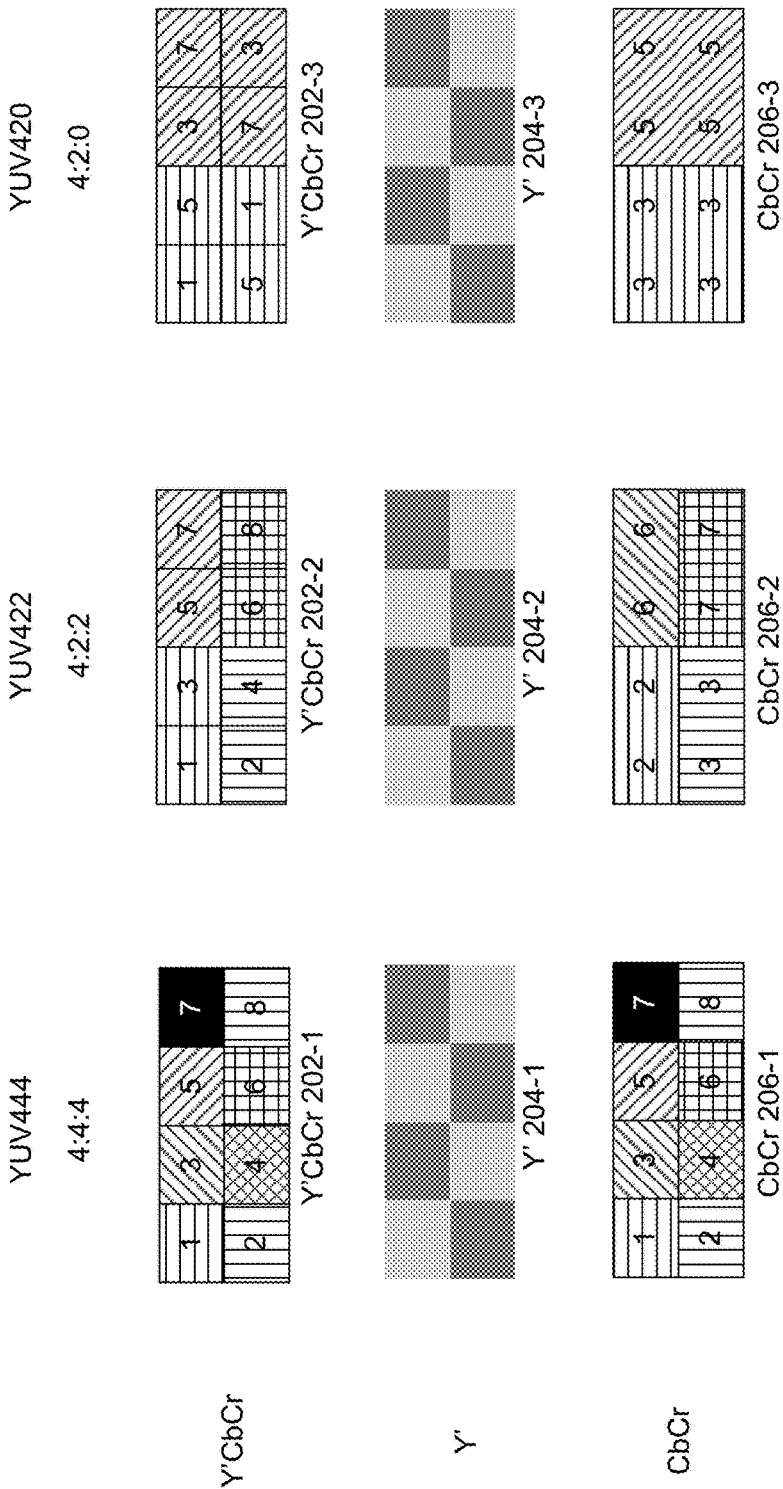 YUV444 YUV422 YUV420
4:4:4 4:2:2 4:2:0
Y'CbCr
1 3 5 7 1 3 5 7 1 5 3 7
2 4 6 8 2 4 6 8 5 1 7 3
Y'CbCr 202-1 Y'CbCr 202-2 Y'CbCr 202-3
Y'
Y' 204-1 Y' 204-2 Y' 204-3
CbCr
1 3 5 7 2 2 6 6 3 3 5 5
2 4 6 8 3 3 7 7 3 3 5 5
CbCr 206-1 CbCr 206-2 CbCr 206-3